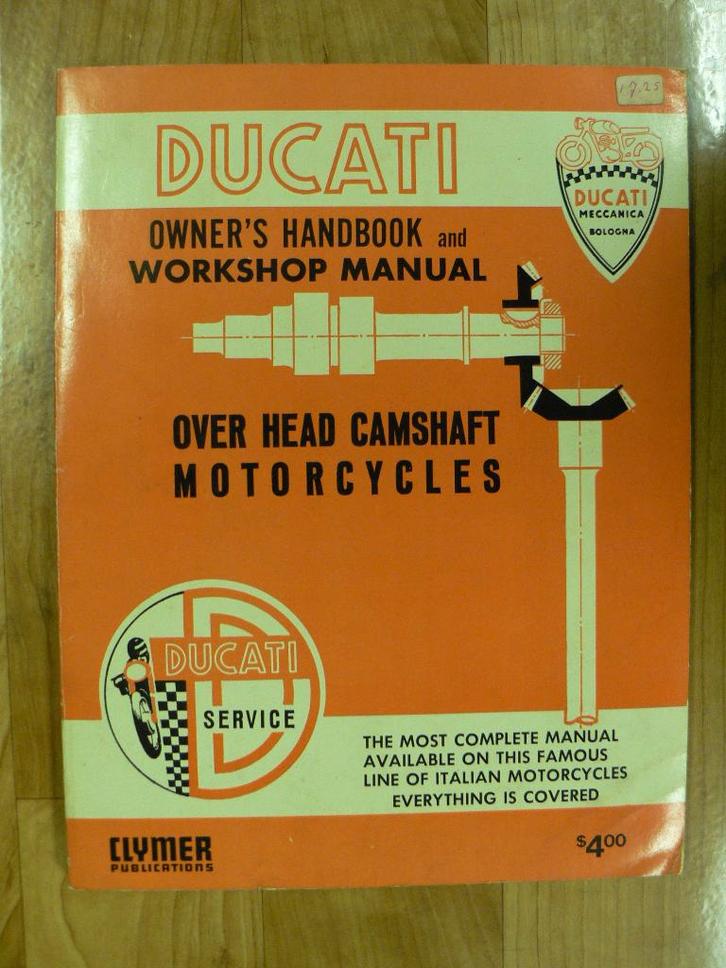 17.25
DUCATI
DUCATI
MECCANICA
BOLOGNA
OWNER'S HANDBOOK and
WORKSHOP MANUAL
OVER HEAD CAMSHAFT
MOTORCYCLES
DUCATI
SERVICE
THE MOST COMPLETE MANUAL
AVAILABLE ON THIS FAMOUS
LINE OF ITALIAN MOTORCYCLES
EVERYTHING IS COVERED
CLYMER
PUBLICATIONS
$4.00